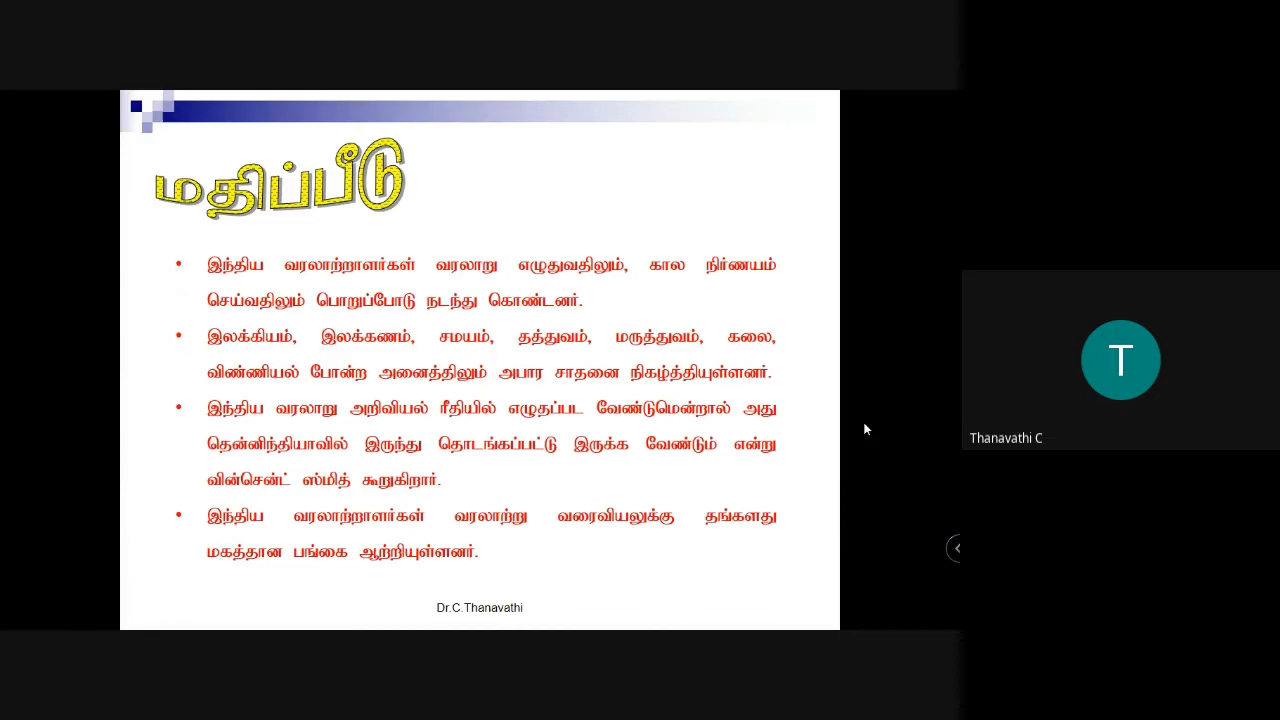 மதிப்பீடு
• இந்திய வரலாற்றாளர்கள் வரலாறு எழுதுவதிலும், கால நிர்ணயம்
செய்வதிலும் பொறுப்போடு நடந்து கொண்டனர்.
• இலக்கியம், இலக்கணம், சமயம், தத்துவம், மருத்துவம், கலை,
விண்ணியல் போன்ற அனைத்திலும் அபார சாதனை நிகழ்த்தியுள்ளனர்.
• இந்திய வரலாறு அறிவியல் ரீதியில் எழுதப்பட வேண்டுமென்றால் அது
தென்னிந்தியாவில் இருந்து தொடங்கப்பட்டு இருக்க வேண்டும் என்று
வின்சென்ட் ஸ்மித் கூறுகிறார்.
• இந்திய வரலாற்றாளர்கள் வரலாற்று வரைவியலுக்கு தங்களது
மகத்தான பங்கை ஆற்றியுள்ளனர்.
Dr.C.Thanavathi
T
Thanavathi C